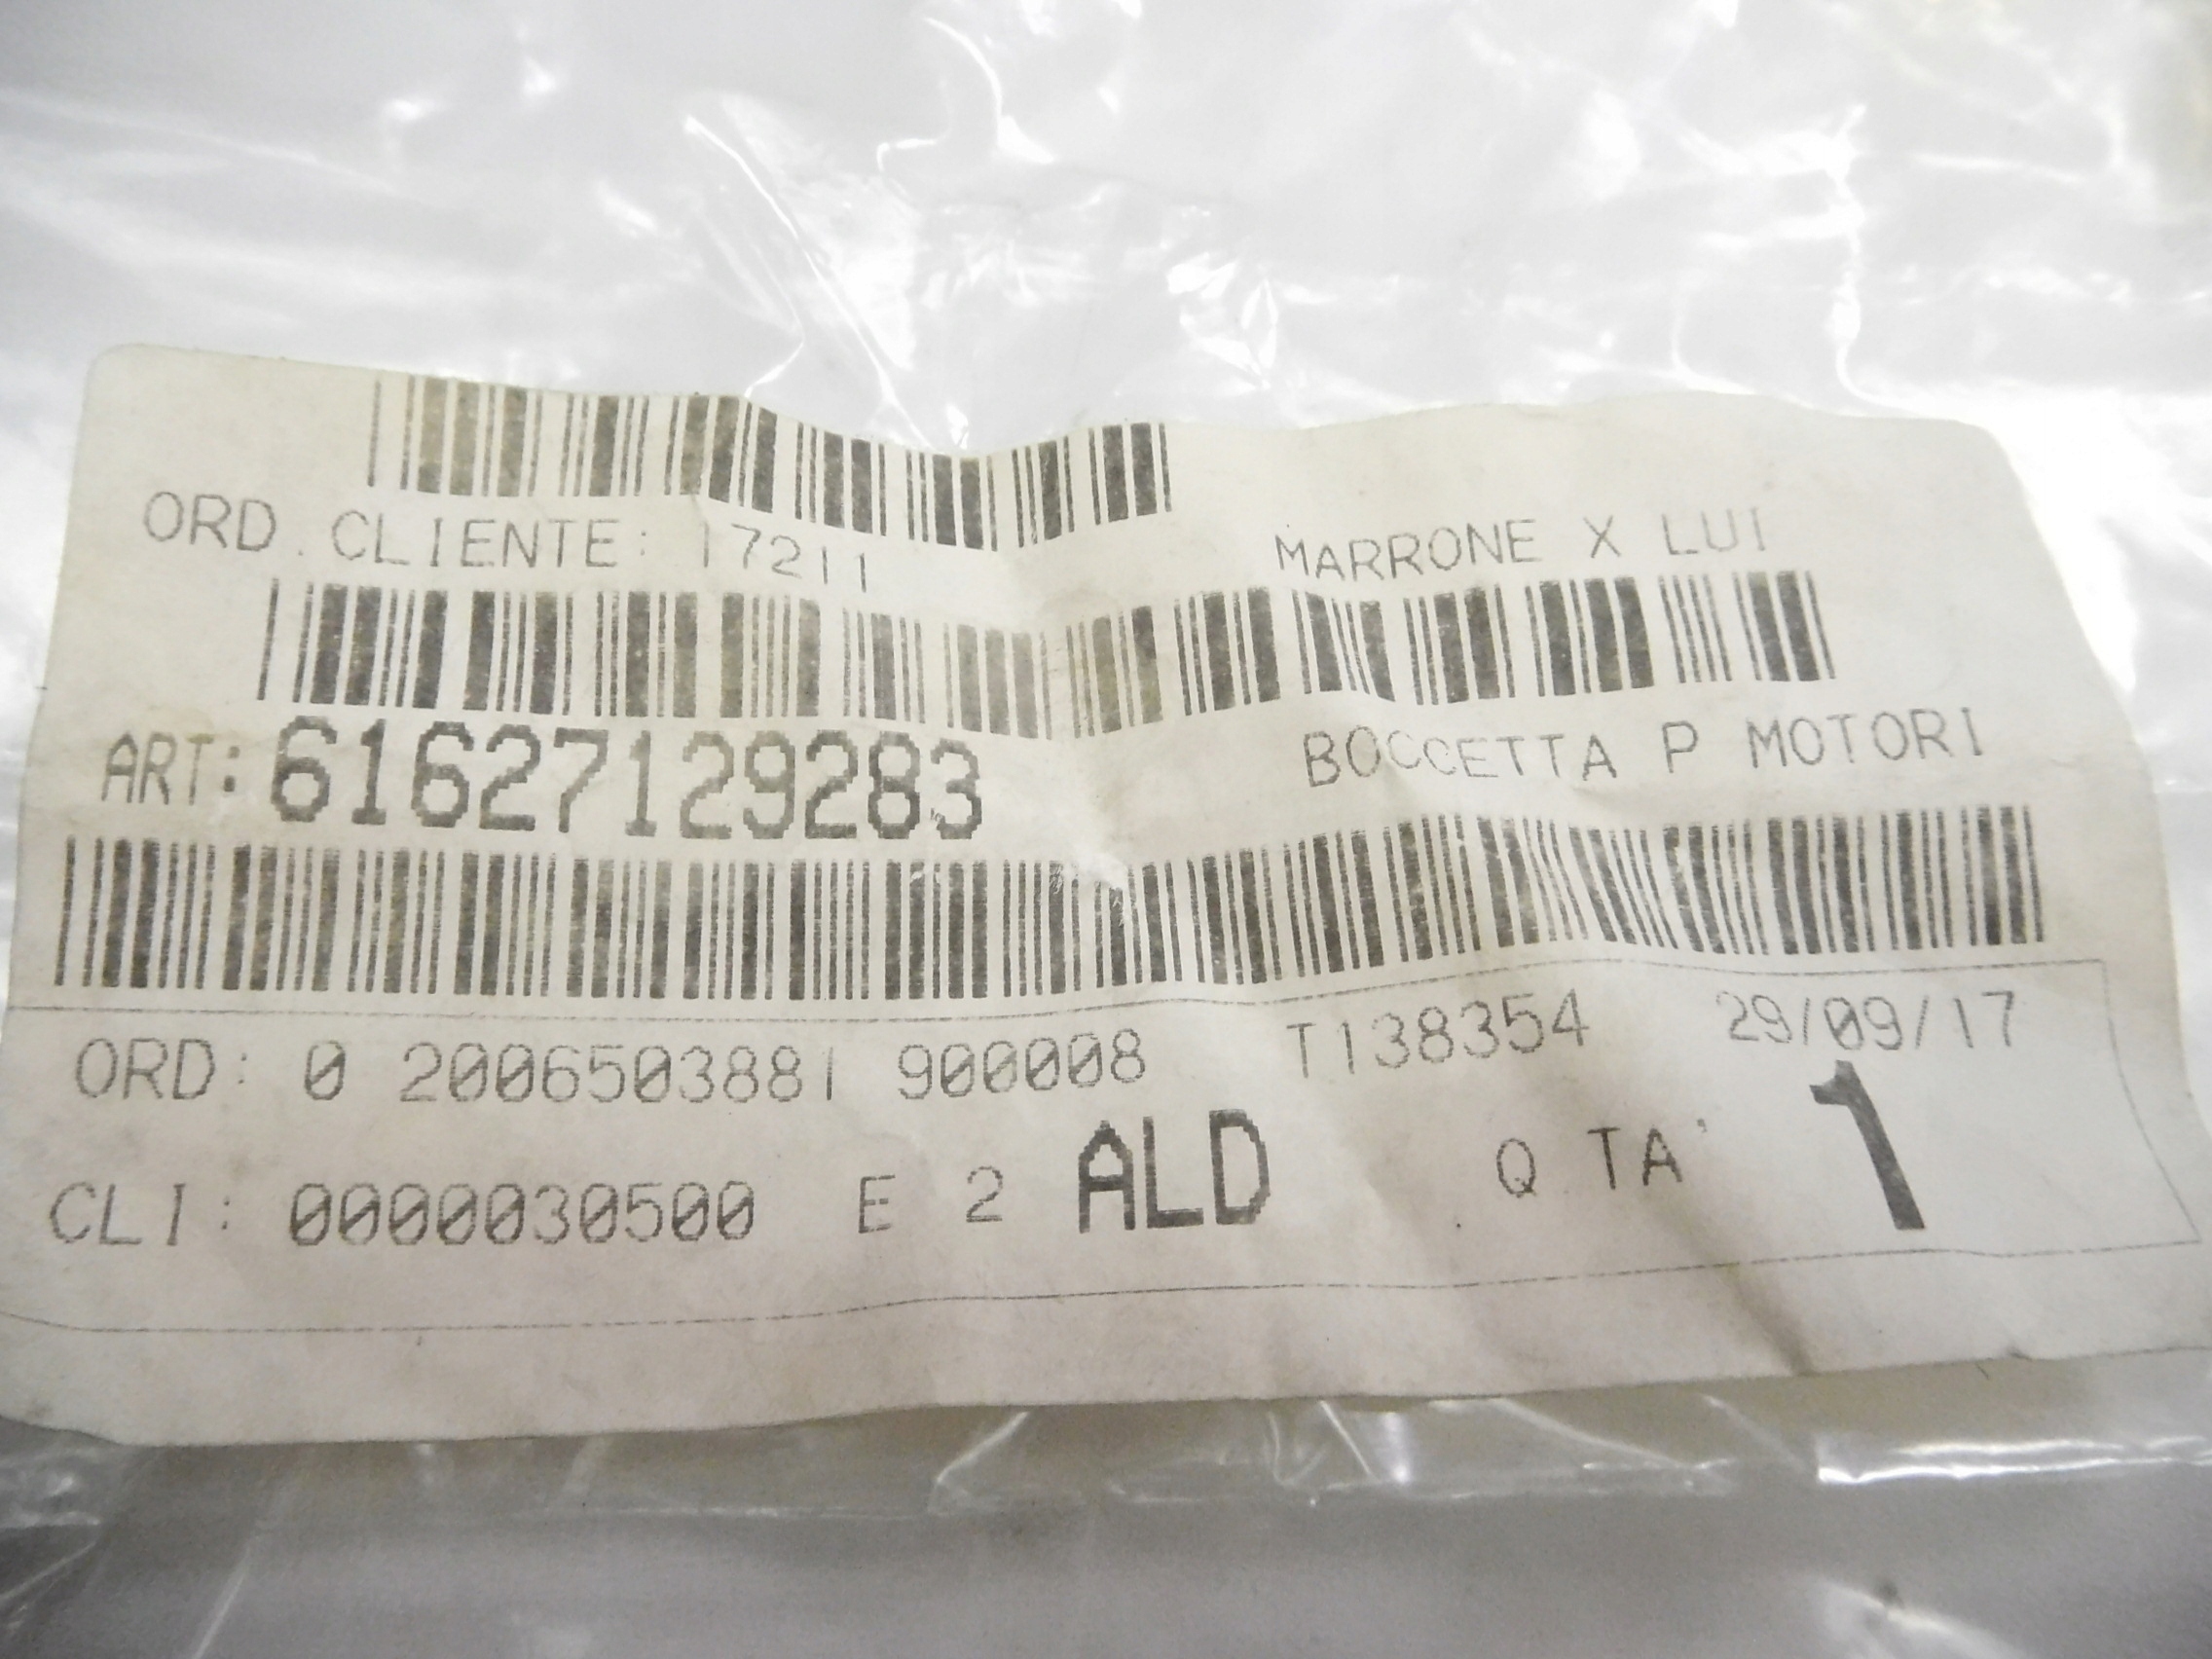 ORD. CLIENTE: 17211 MARRONE X LUI
ART: 61627129283 BOCCETTA P MOTORI
ORD: 0 2006503881 900008 T138354 29/09/17
CLI: 0000030500 E 2 ALD Q TA' 1